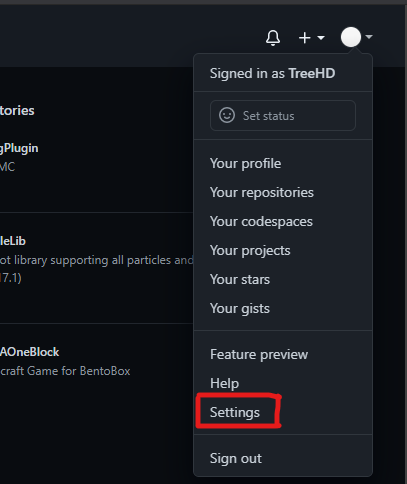 Signed in as TreeHD
Set status
Your profile
tories
Your repositories
gPlugin
MC
Your codespaces
leLib
Your projects
ot library supporting all particles and
17.1)
Your stars
Your gists
AOneBlock
Feature preview
craft Game for BentoBox
Help
Settings
Sign out